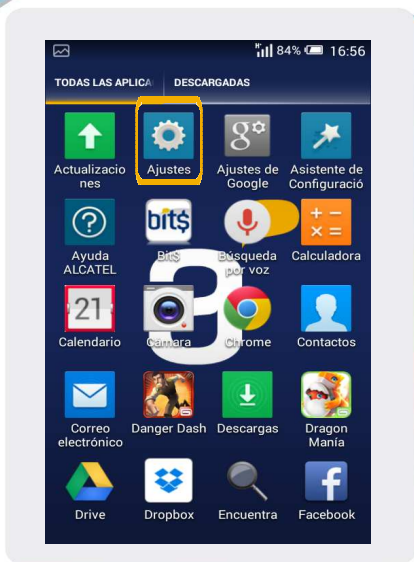 84% 16:56
TODAS LAS APLICA DESCARGADAS
Actualizacio
nes
Ajustes
Ajustes de
Google
Asistente de
Configuració
Ayuda
ALCATEL
bit$
Bit$
Búsqueda
por voz
Calculadora
21
Calendario
Cámara
Chrome
Contactos
3
Correo
electrónico
Danger Dash
Descargas
Dragon
Manía
Drive
Dropbox
Encuentra
Facebook